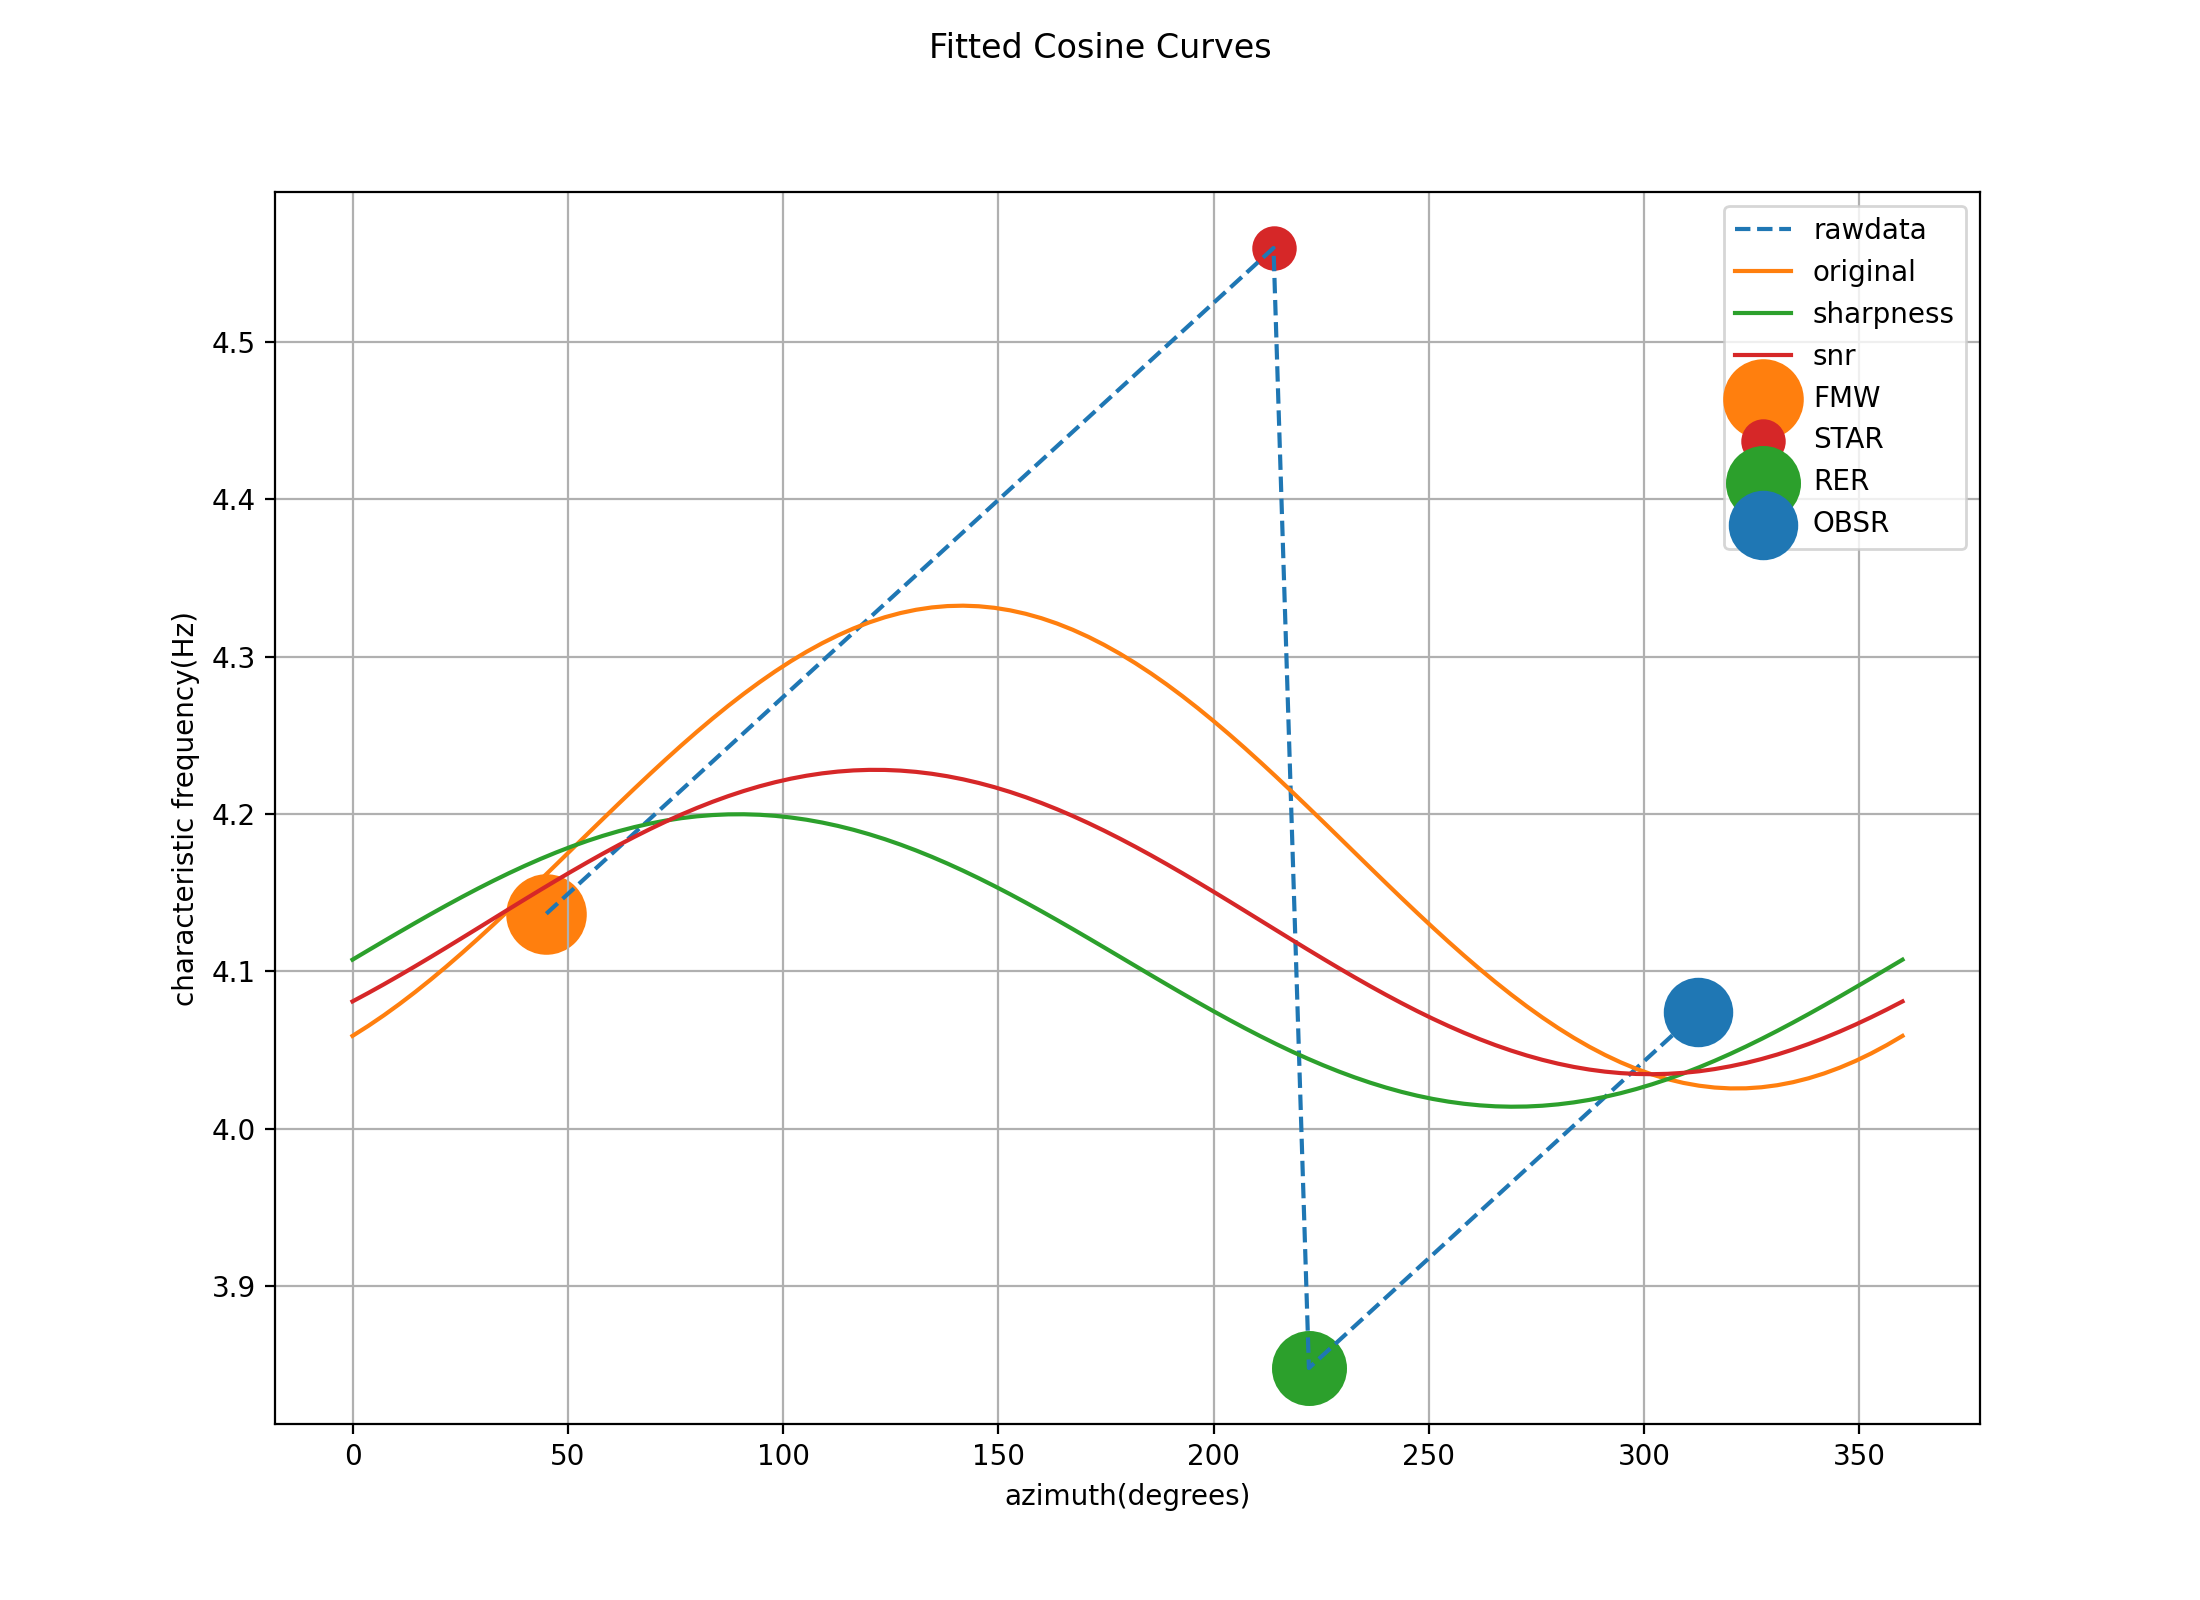 Fitted Cosine Curves
rawdata
original
sharpness
snr
FMW
STAR
RER
OBSR
characteristic frequency(Hz)
4.5
4.4
4.3
4.2
4.1
4.0
3.9
0 50 100 150 200 250 300 350
azimuth(degrees)